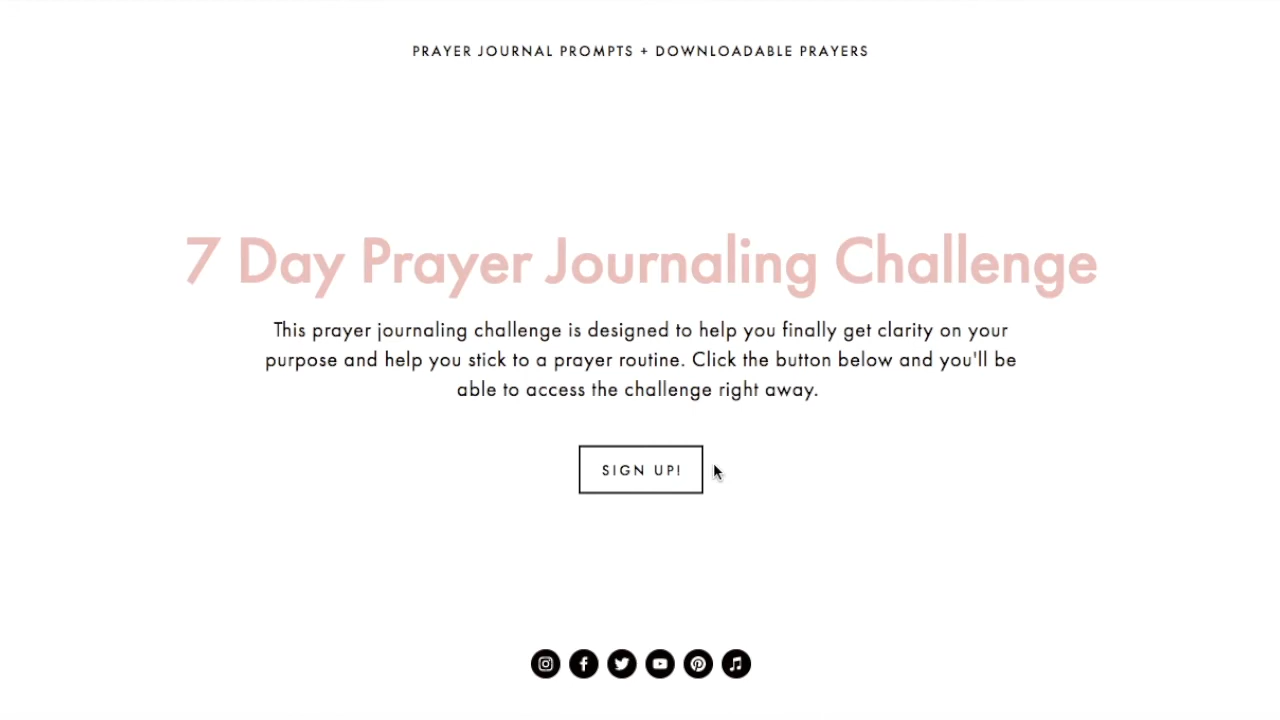 PRAYER JOURNAL PROMPTS + DOWNLOADABLE PRAYERS
7 Day Prayer Journaling Challenge
This prayer journaling challenge is designed to help you finally get clarity on your
purpose and help you stick to a prayer routine. Click the button below and you'll be
able to access the challenge right away.
SIGN UP!